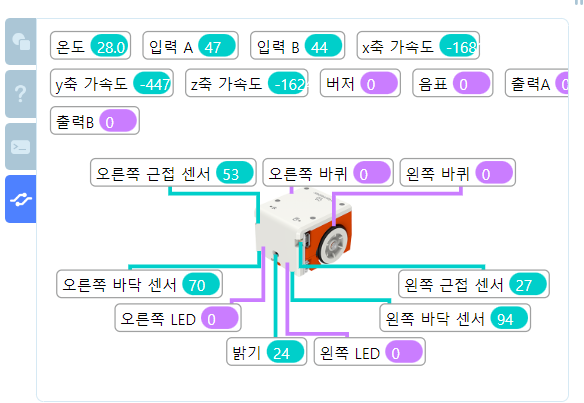 온도 28.0 입력 A 47 입력 B 44 x축 가속도 -168
y축 가속도 -447 z축 가속도 -162 버저 0 음표 0 출력A 0
출력B 0
오른쪽 근접 센서 53 오른쪽 바퀴 0 왼쪽 바퀴 0
오른쪽 바닥 센서 70 왼쪽 근접 센서 27
오른쪽 LED 0 왼쪽 바닥 센서 94
밝기 24 왼쪽 LED 0